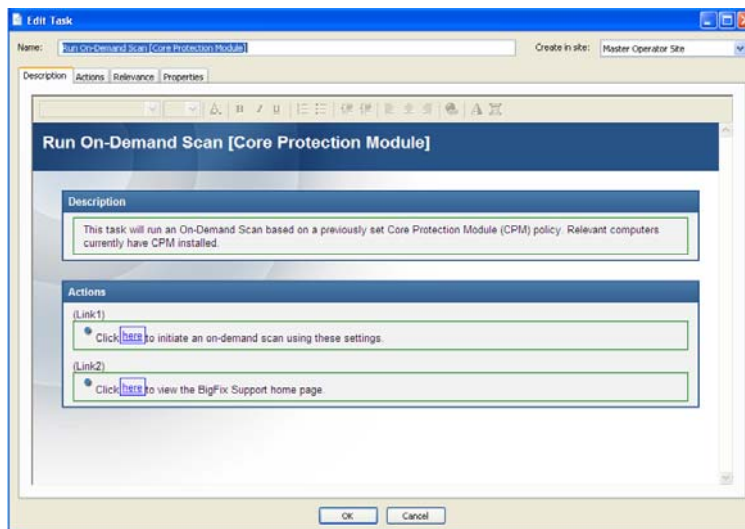 Edit Task
Name: Run On-Demand Scan [Core Protection Module] Create in site: Master Operator Site
Description Actions Relevance Properties
B I U A
Run On-Demand Scan [Core Protection Module]
Description
This task will run an On-Demand Scan based on a previously set Core Protection Module (CPM) policy. Relevant computers
currently have CPM installed.
Actions
(Link1)
Click here to initiate an on-demand scan using these settings.
(Link2)
Click here to view the BigFix Support home page.
OK Cancel